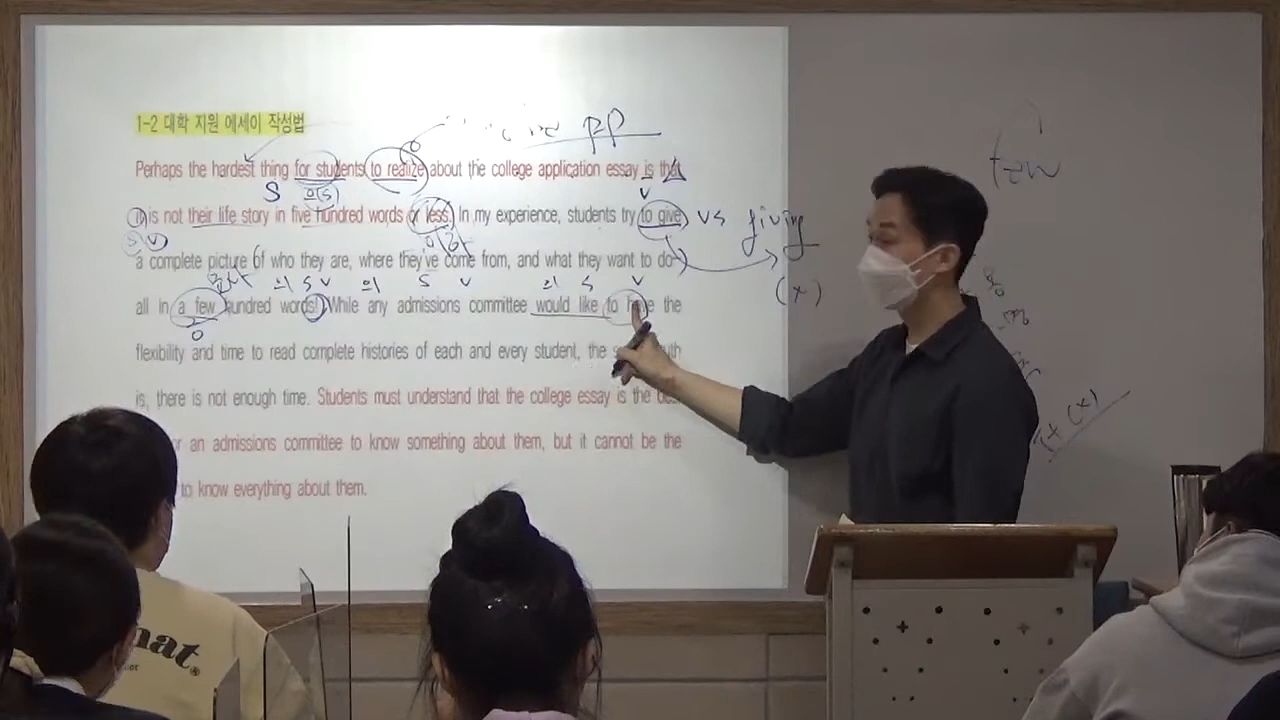 1-2 대학 지원 에세이 작성법
Perhaps the hardest thing for students to realize about the college application essay is that
it is not their life story in five hundred words or less. In my experience, students try to give
a complete picture of who they are, where they've come from, and what they want to do
all in a few hundred words! While any admissions committee would like to have the
flexibility and time to read complete histories of each and every student, the
is, there is not enough time. Students must understand that the college essay is the
an admissions committee to know something about them, but it cannot be the
to know everything about them.
PP
S
V
vs giving
(x)
few
S V
S V
S V
O
(x)